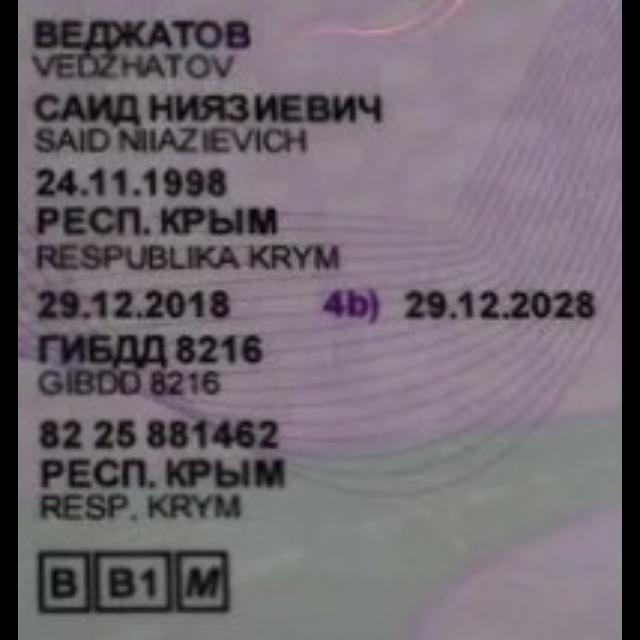 ВЕДЖАТОВ
VEDZHATOV
САИД НИЯЗИЕВИЧ
SAID NIIAZIEVICH
24.11.1998
РЕСП. КРЫМ
RESPUBLIKA KRYM
29.12.2018 4b) 29.12.2028
ГИБДД 8216
GIBDD 8216
82 25 881462
РЕСП. КРЫМ
RESP. KRYM
B B1 M